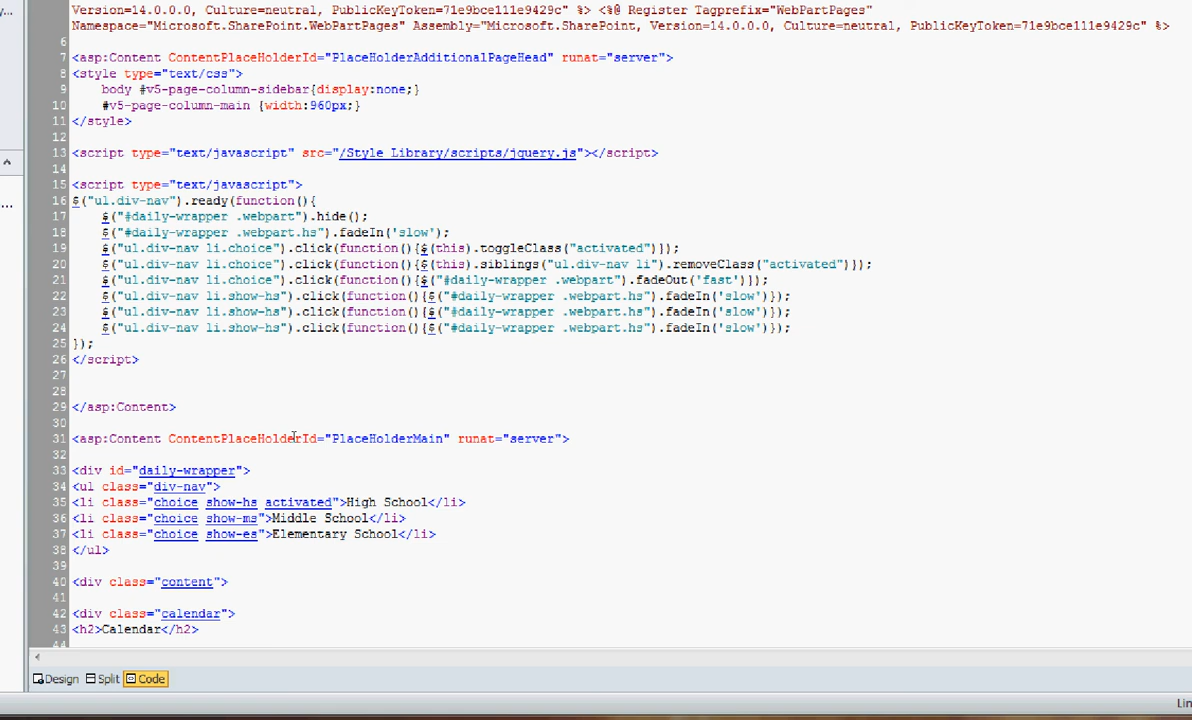 Version=14.0.0.0, Culture=neutral, PublicKeyToken=71e9bce111e9429c" %> <%@ Register Tagprefix="WebPartPages"
Namespace="Microsoft.SharePoint.WebPartPages" Assembly="Microsoft.SharePoint, Version=14.0.0.0, Culture=neutral, PublicKeyToken=71e9bce111e9429c" %>
6
7 <asp:Content ContentPlaceHolderId="PlaceHolderAdditionalPageHead" runat="server">
8 <style type="text/css">
9 body #v5-page-column-sidebar{display:none;}
10 #v5-page-column-main {width:960px;}
11 </style>
12
13 <script type="text/javascript" src="/Style Library/scripts/jquery.js"></script>
14
15 <script type="text/javascript">
16 $("ul.div-nav").ready(function(){
17 $("#daily-wrapper .webpart").hide();
18 $("#daily-wrapper .webpart.hs").fadeIn('slow');
19 $("ul.div-nav li.choice").click(function(){$(this).toggleClass("activated")});
20 $("ul.div-nav li.choice").click(function(){$(this).siblings("ul.div-nav li").removeClass("activated")});
21 $("ul.div-nav li.choice").click(function(){$("#daily-wrapper .webpart").fadeOut('fast')});
22 $("ul.div-nav li.show-hs").click(function(){$("#daily-wrapper .webpart.hs").fadeIn('slow')});
23 $("ul.div-nav li.show-hs").click(function(){$("#daily-wrapper .webpart.hs").fadeIn('slow')});
24 $("ul.div-nav li.show-hs").click(function(){$("#daily-wrapper .webpart.hs").fadeIn('slow')});
25 });
26 </script>
27
28
29 </asp:Content>
30
31 <asp:Content ContentPlaceHolderId="PlaceHolderMain" runat="server">
32
33 <div id="daily-wrapper">
34 <ul class="div-nav">
35 <li class="choice show-hs activated">High School</li>
36 <li class="choice show-ms">Middle School</li>
37 <li class="choice show-es">Elementary School</li>
38 </ul>
39
40 <div class="content">
41
42 <div class="calendar">
43 <h2>Calendar</h2>
44
Design Split Code